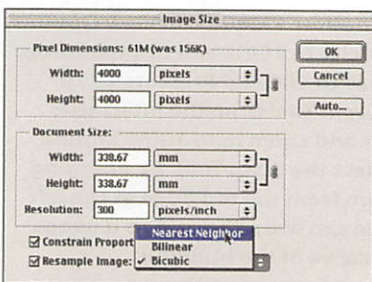 Image Size
Pixel Dimensions: 61M (was 156K)
Width: 4000 pixels
Height: 4000 pixels
OK
Cancel
Auto...
Document Size:
Width: 338.67 mm
Height: 338.67 mm
Resolution: 300 pixels/inch
Constrain Proport
Nearest Neighbor
Bilinear
Resample Image: ✓ Bicubic